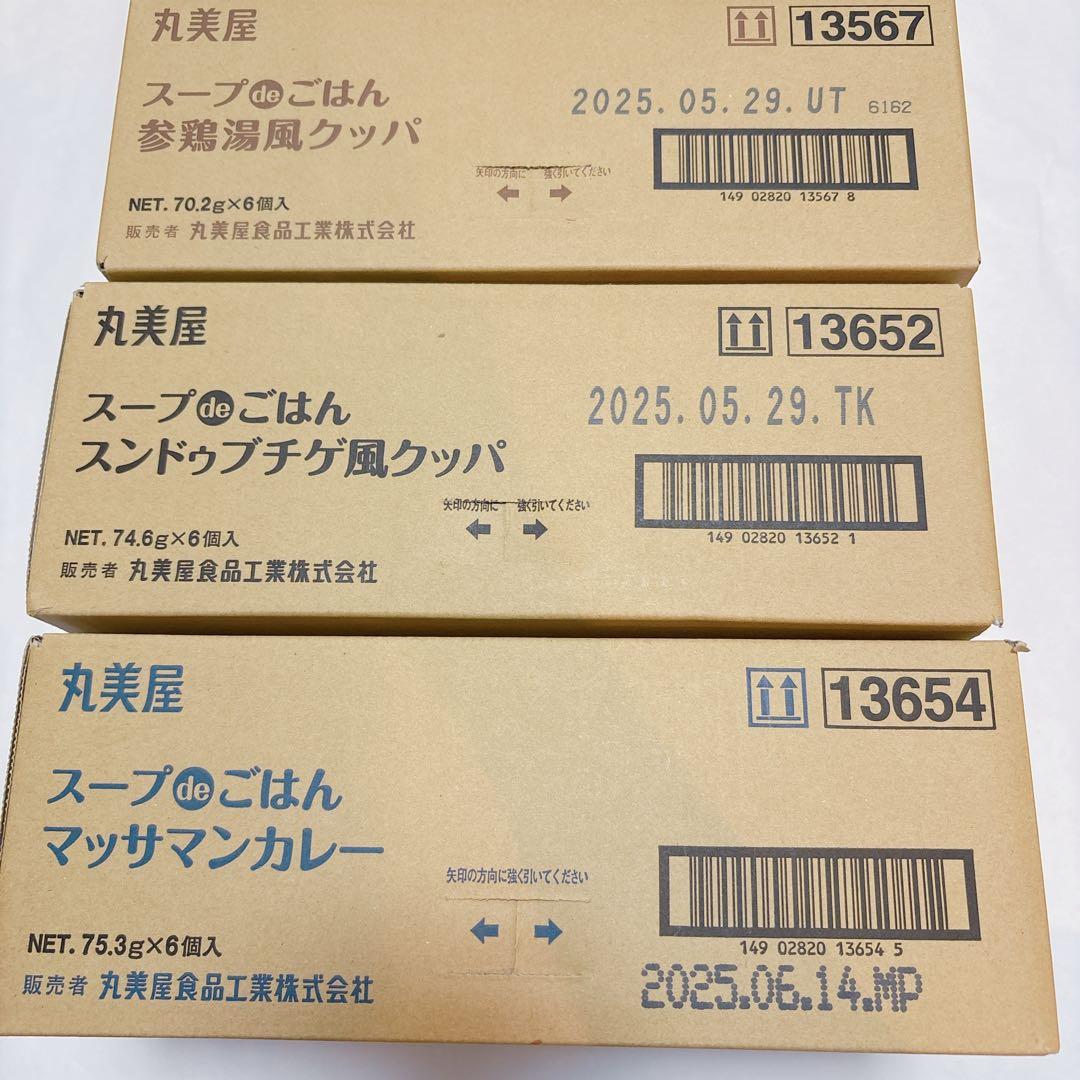 丸美屋
13567
スープdeごはん
参鶏湯風クッパ
2025.05.29.UT 6162
矢印の方向に 強く引いてください
149 02820 13567 8
NET. 70.2g×6個入
販売者 丸美屋食品工業株式会社
丸美屋
13652
スープdeごはん
スンドゥブチゲ風クッパ
2025.05.29.TK
矢印の方向に 強く引いてください
149 02820 13652 1
NET. 74.6g×6個入
販売者 丸美屋食品工業株式会社
丸美屋
13654
スープdeごはん
マッサマンカレー
矢印の方向に強く引いてください
149 02820 13654 5
NET. 75.3g×6個入
2025.06.14.MP
販売者 丸美屋食品工業株式会社